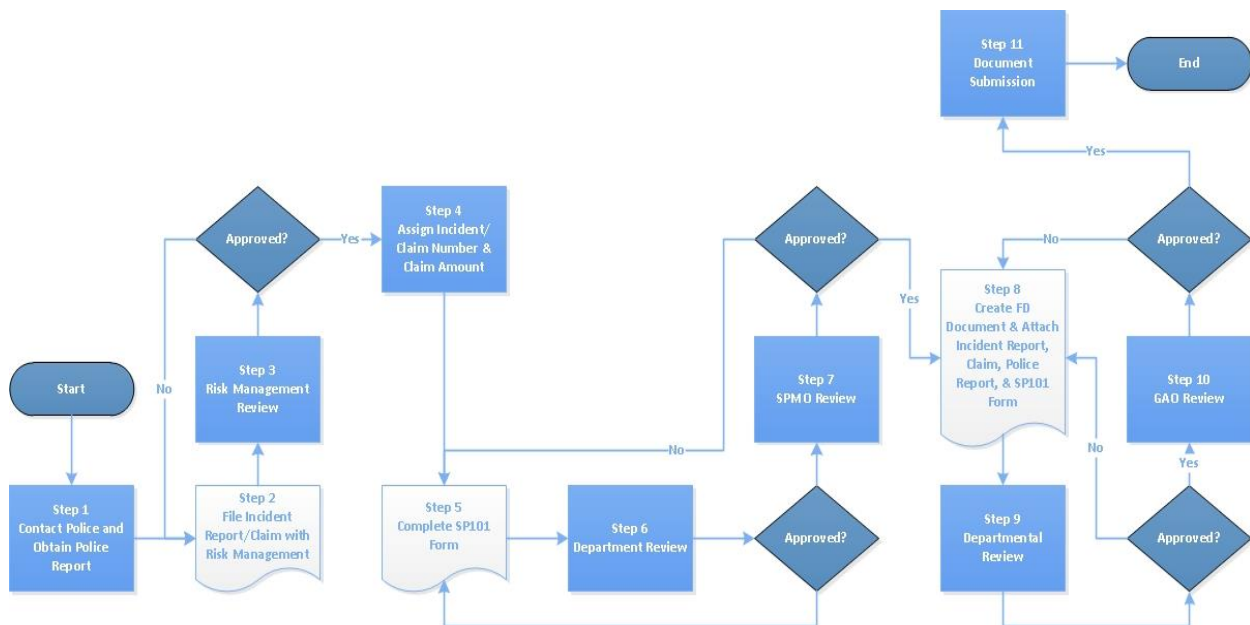 Start
Step 1
Contact Police and
Obtain Police
Report
Step 2
File Incident
Report/Claim with
Risk Management
Step 3
Risk Management
Review
Approved?
No
Yes
Step 4
Assign Incident/
Claim Number &
Claim Amount
Step 5
Complete SP101
Form
Step 6
Department Review
Approved?
Step 7
SPMO Review
Approved?
No
Yes
Step 8
Create FD
Document & Attach
Incident Report,
Claim, Police
Report, & SP101
Form
Step 9
Departmental
Review
Approved?
No
Yes
Step 10
GAO Review
Approved?
No
Yes
Step 11
Document
Submission
End